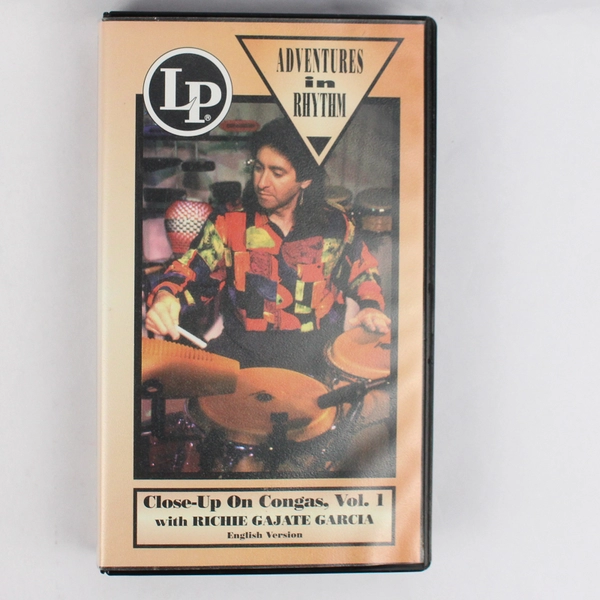 LP®
ADVENTURES
in
RHYTHM
Close-Up On Congas, Vol. 1
with RICHIE GAJATE GARCIA
English Version